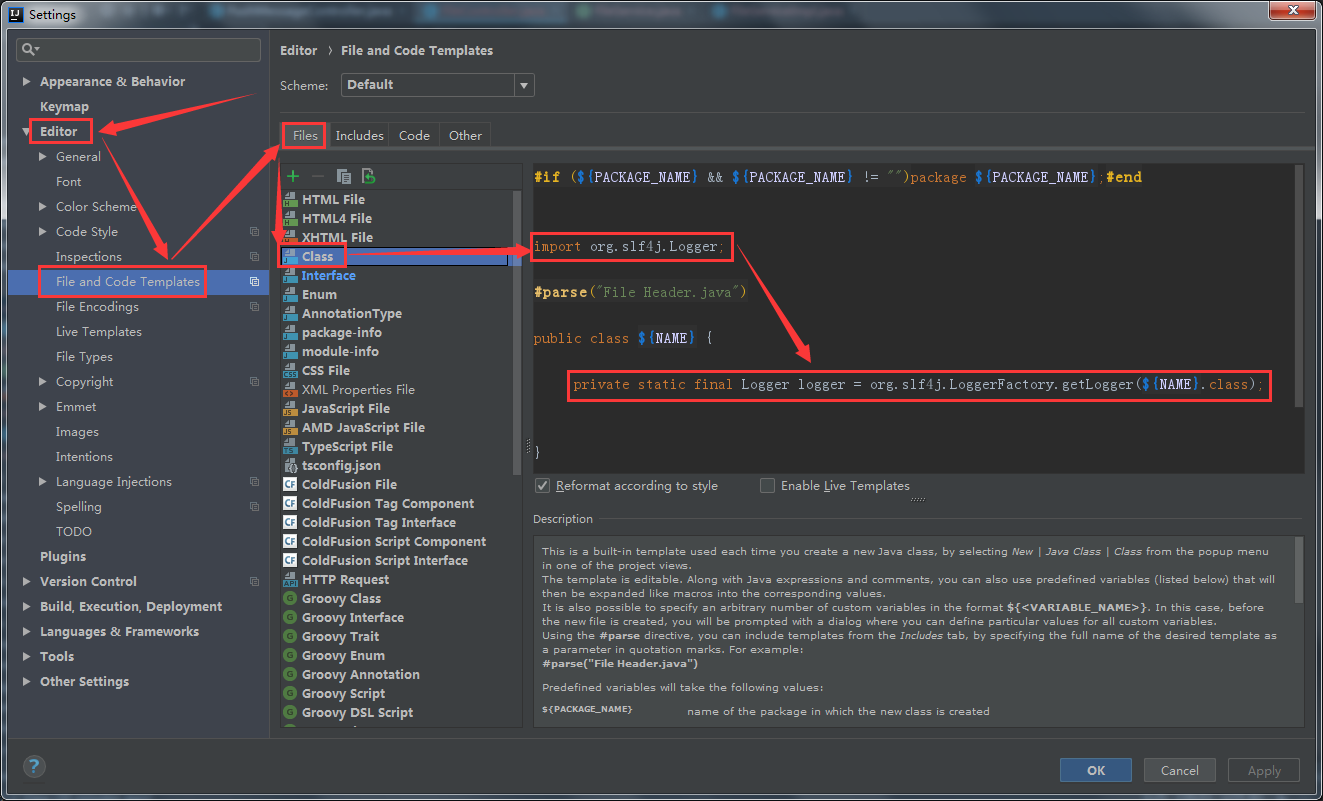 Settings
Appearance & Behavior
Keymap
Editor
General
Font
Color Scheme
Code Style
Inspections
File and Code Templates
File Encodings
Live Templates
File Types
Copyright
Emmet
Images
Intentions
Language Injections
Spelling
TODO
Plugins
Version Control
Build, Execution, Deployment
Languages & Frameworks
Tools
Other Settings
Editor › File and Code Templates
Scheme: Default
Files Includes Code Other
HTML File
HTML4 File
XHTML File
Class
Interface
Enum
AnnotationType
package-info
module-info
CSS File
XML Properties File
JavaScript File
AMD JavaScript File
TypeScript File
tsconfig.json
ColdFusion File
ColdFusion Tag Component
ColdFusion Tag Interface
ColdFusion Script Component
ColdFusion Script Interface
HTTP Request
Groovy Class
Groovy Interface
Groovy Trait
Groovy Enum
Groovy Annotation
Groovy Script
Groovy DSL Script
#if (${PACKAGE_NAME} && ${PACKAGE_NAME} != "")package ${PACKAGE_NAME};#end
import org.slf4j.Logger;
#parse("File Header.java")
public class ${NAME} {
private static final Logger logger = org.slf4j.LoggerFactory.getLogger(${NAME}.class);
}
Reformat according to style Enable Live Templates
Description
This is a built-in template used each time you create a new Java class, by selecting New | Java Class | Class from the popup menu
in one of the project views.
The template is editable. Along with Java expressions and comments, you can also use predefined variables (listed below) that will
then be expanded like macros into the corresponding values.
It is also possible to specify an arbitrary number of custom variables in the format ${<VARIABLE_NAME>}. In this case, before
the new file is created, you will be prompted with a dialog where you can define particular values for all custom variables.
Using the #parse directive, you can include templates from the Includes tab, by specifying the full name of the desired template as
a parameter in quotation marks. For example:
#parse("File Header.java")
Predefined variables will take the following values:
${PACKAGE_NAME} name of the package in which the new class is created
? OK Cancel Apply